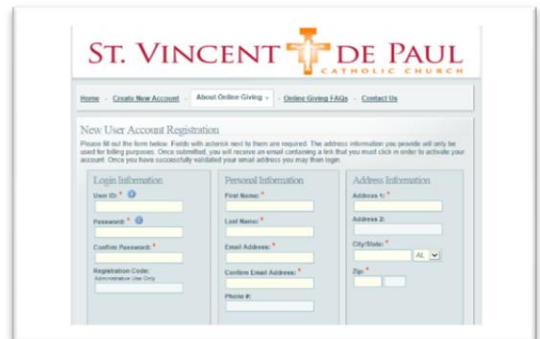 ST. VINCENT DE PAUL
CATHOLIC CHURCH
Home - Create New Account - About Online Giving - Online Giving FAQs - Contact Us
New User Account Registration
Please fill out the form below. Fields with asterisk next to them are required. The address information you provide will only be
used for billing purposes. Once submitted, you will receive an email containing a link that you must click in order to activate your
account. Once you have successfully validated your email address you may then login.
Login Information
User ID: *
Password: *
Confirm Password: *
Registration Code:
Administrative Use Only
Personal Information
First Name: *
Last Name: *
Email Address: *
Confirm Email Address: *
Phone #:
Address Information
Address 1: *
Address 2:
City/State: *
AL
Zip: *